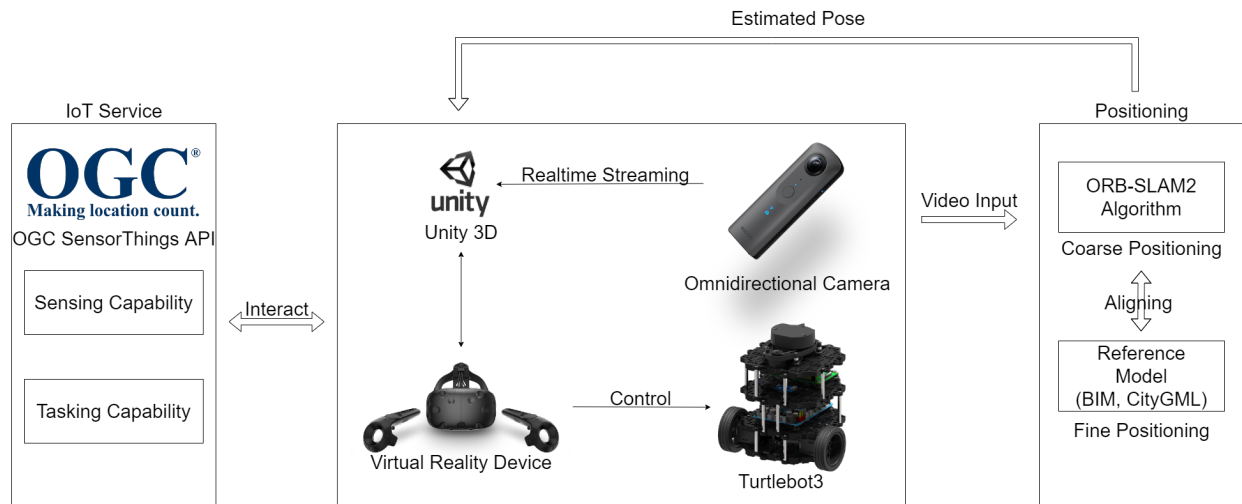 Estimated Pose
IoT Service
OGC®
Making location count.
OGC SensorThings API
Sensing Capability
Tasking Capability
Interact
unity
Unity 3D
Realtime Streaming
Omnidirectional Camera
Virtual Reality Device
Control
Turtlebot3
Video Input
Positioning
ORB-SLAM2
Algorithm
Coarse Positioning
Aligning
Reference
Model
(BIM, CityGML)
Fine Positioning